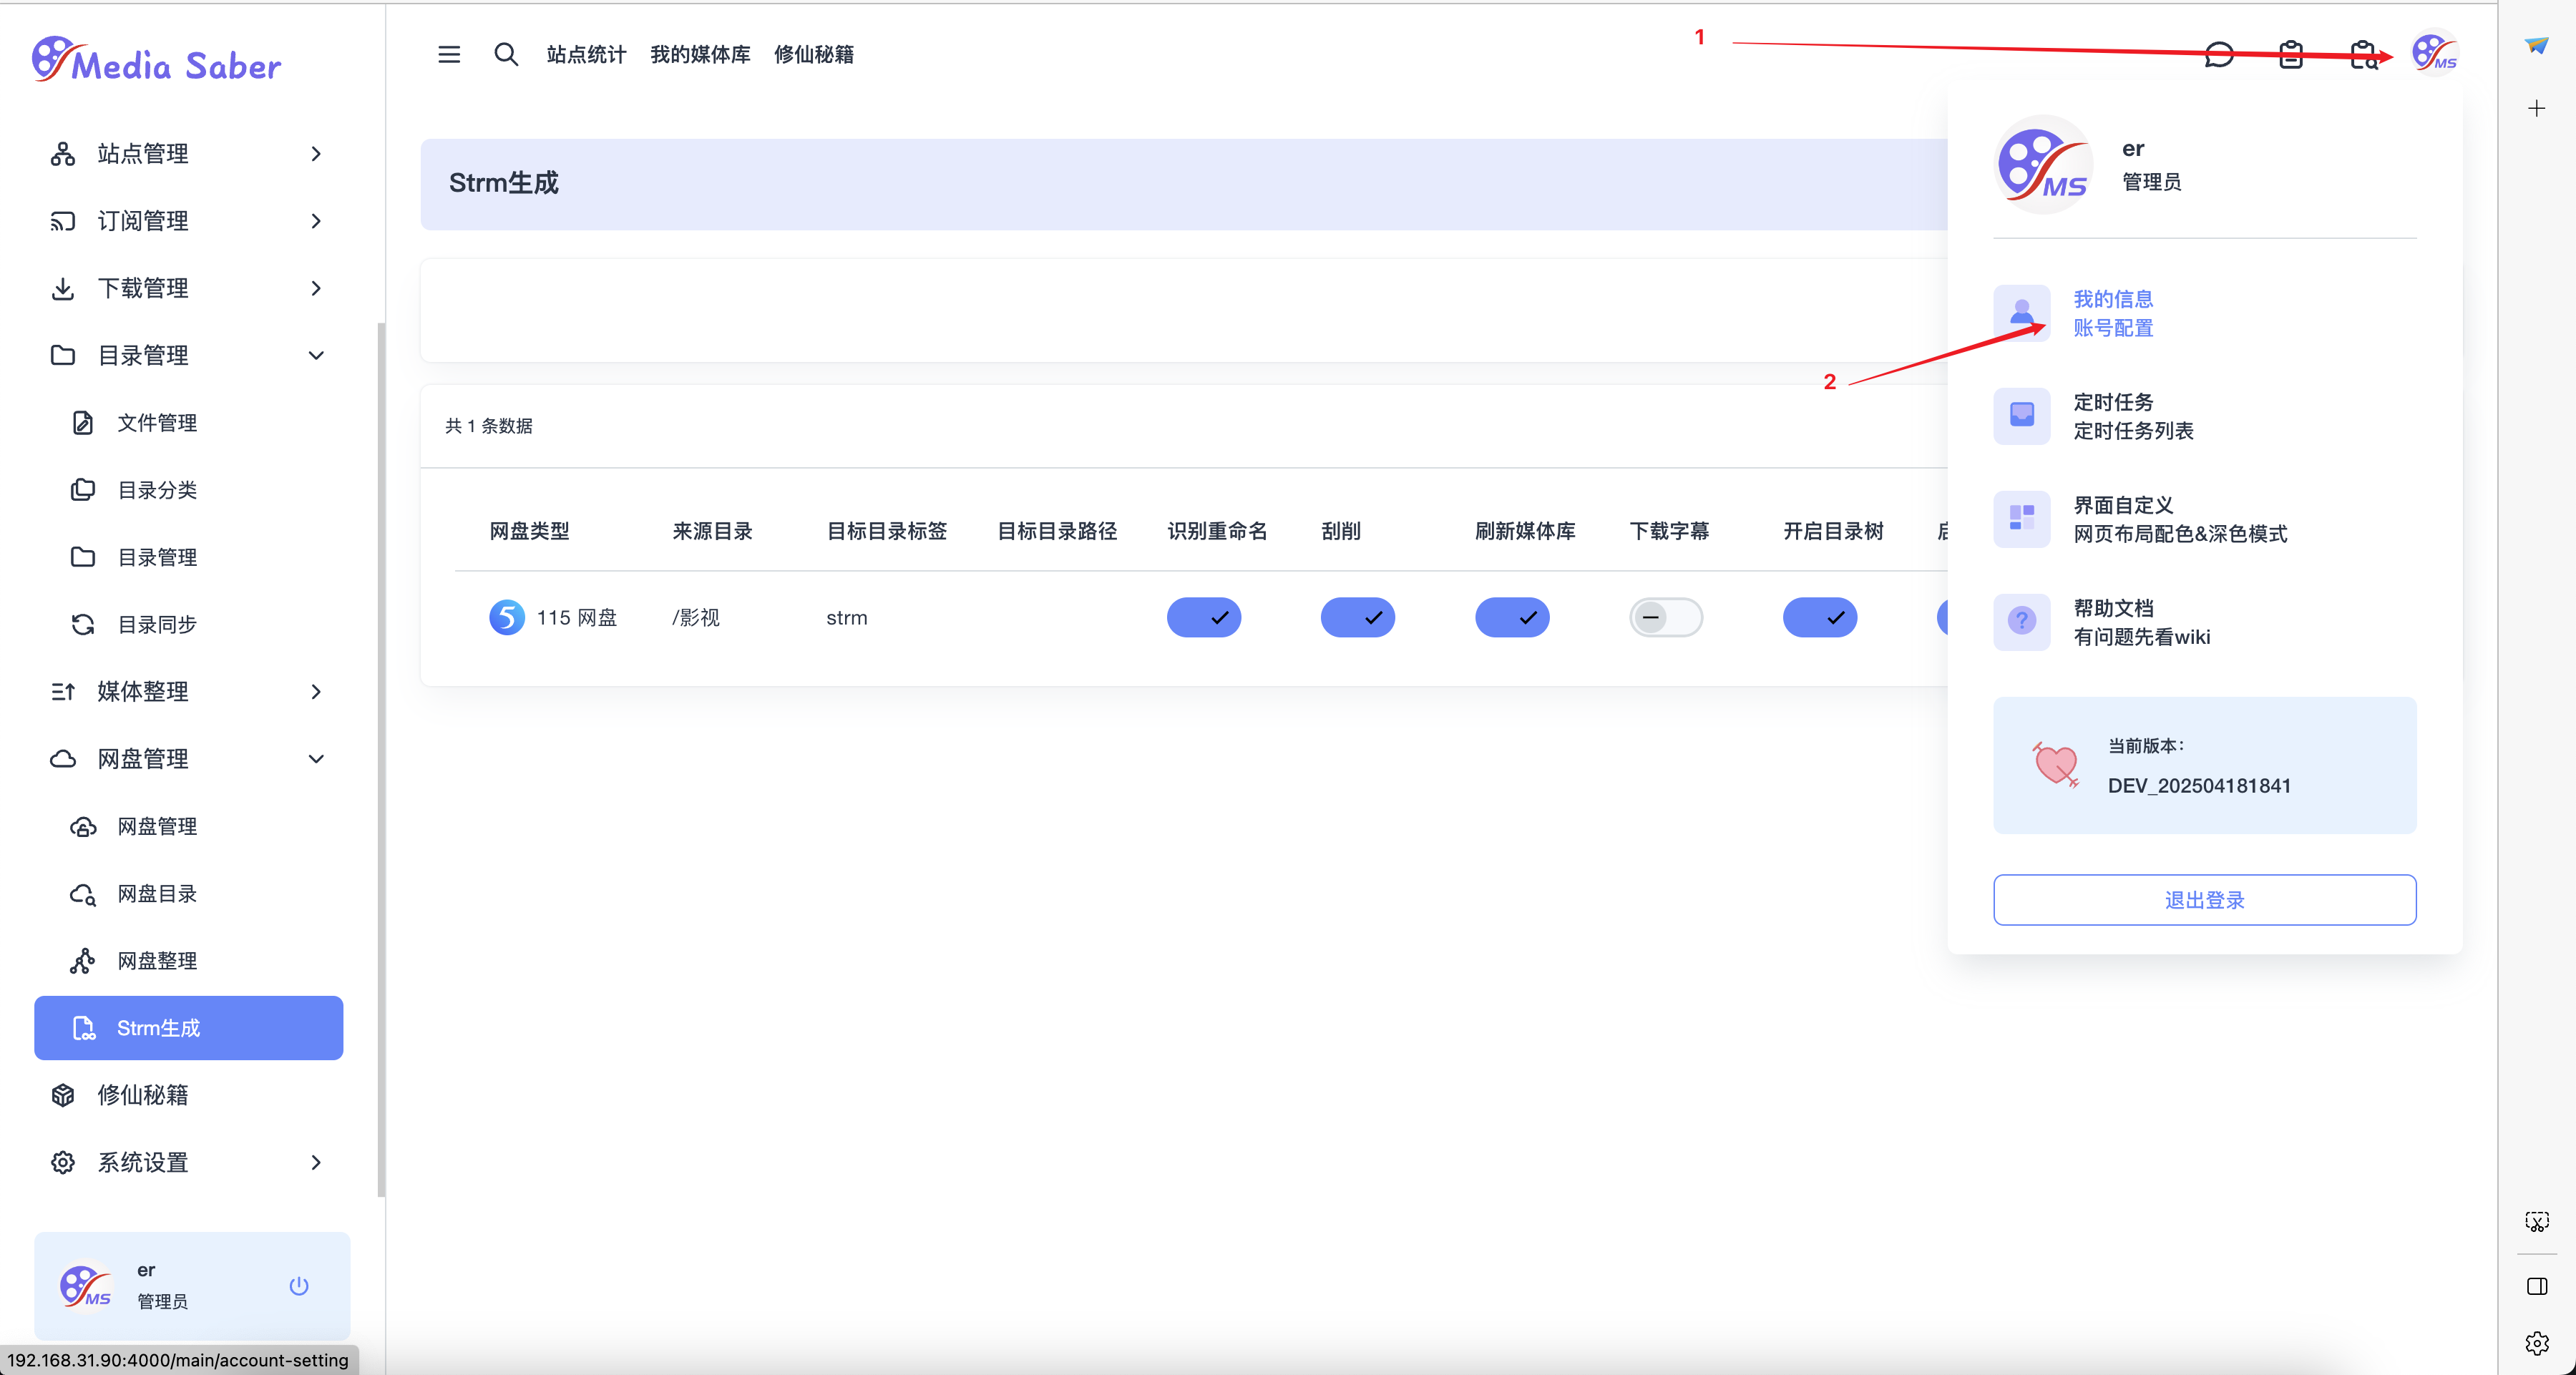 Media Saber
站点管理
订阅管理
下载管理
目录管理
文件管理
目录分类
目录管理
目录同步
媒体整理
网盘管理
网盘管理
网盘目录
网盘整理
Strm生成
修仙秘籍
系统设置
er
管理员
192.168.31.90:4000/main/account-setting
站点统计 我的媒体库 修仙秘籍
1
MS
Strm生成
共 1 条数据
网盘类型 来源目录 目标目录标签 目标目录路径 识别重命名 刮削 刷新媒体库 下载字幕 开启目录树
115 网盘 /影视 strm
MS
er
管理员
我的信息
账号配置
2
定时任务
定时任务列表
界面自定义
网页布局配色&深色模式
帮助文档
有问题先看wiki
当前版本：
DEV_202504181841
退出登录
MS